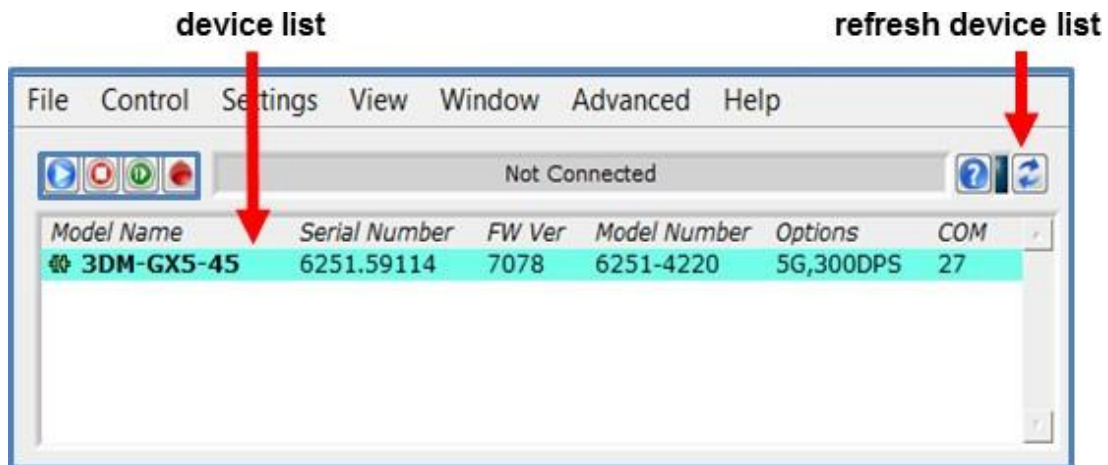 device list refresh device list
File Control Settings View Window Advanced Help
Not Connected
Model Name Serial Number FW Ver Model Number Options COM
3DM-GX5-45 6251.59114 7078 6251-4220 5G,300DPS 27